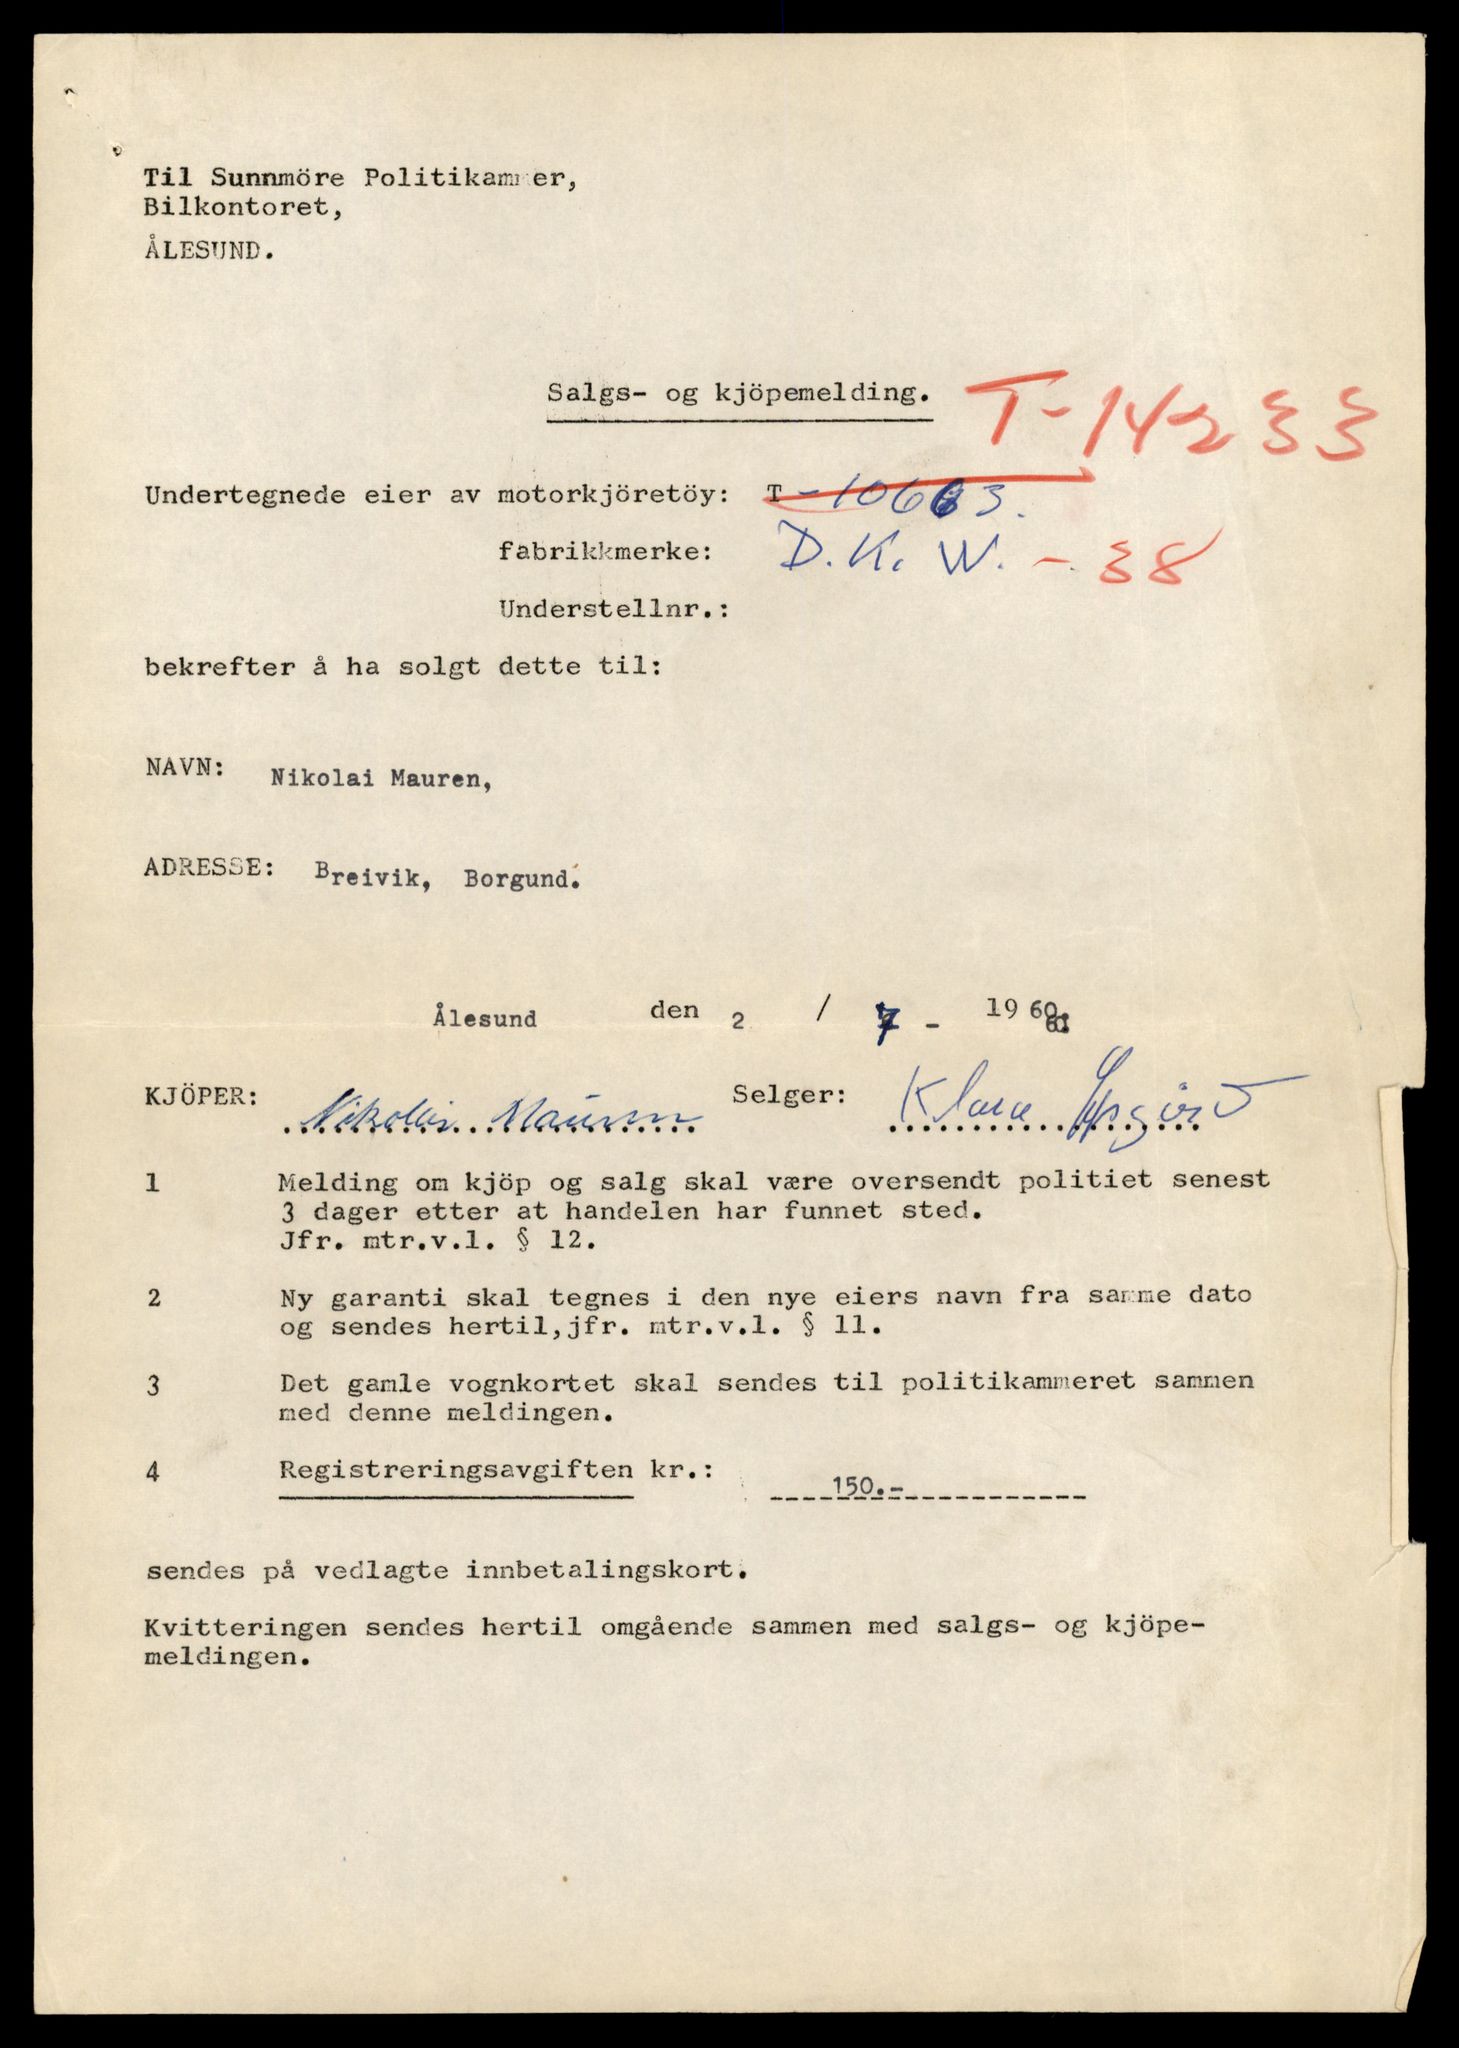 Til Sunnmöre Politikammer,
Bilkontoret,
ÅLESUND.
Salgs- og kjöpemelding. T-14233
Undertegnede eier av motorkjöretöy: T-10663.
fabrikkmerke: D.K.W. - 38
Understellnr.:
bekrefter å ha solgt dette til:
NAVN: Nikolai Mauren,
ADRESSE: Breivik, Borgund.
Ålesund den 2 / 7 - 1960.
KJÖPER: Nikolai Mauren Selger: Klara
1 Melding om kjöp og salg skal være oversendt politiet senest
3 dager etter at handelen har funnet sted.
Jfr. mtr.v.l. § 12.
2 Ny garanti skal tegnes i den nye eiers navn fra samme dato
og sendes hertil,jfr. mtr.v.l. § 11.
3 Det gamle vognkortet skal sendes til politikammeret sammen
med denne meldingen.
4 Registreringsavgiften kr.: 150.-
sendes på vedlagte innbetalingskort.
Kvitteringen sendes hertil omgående sammen med salgs- og kjöpe-
meldingen.